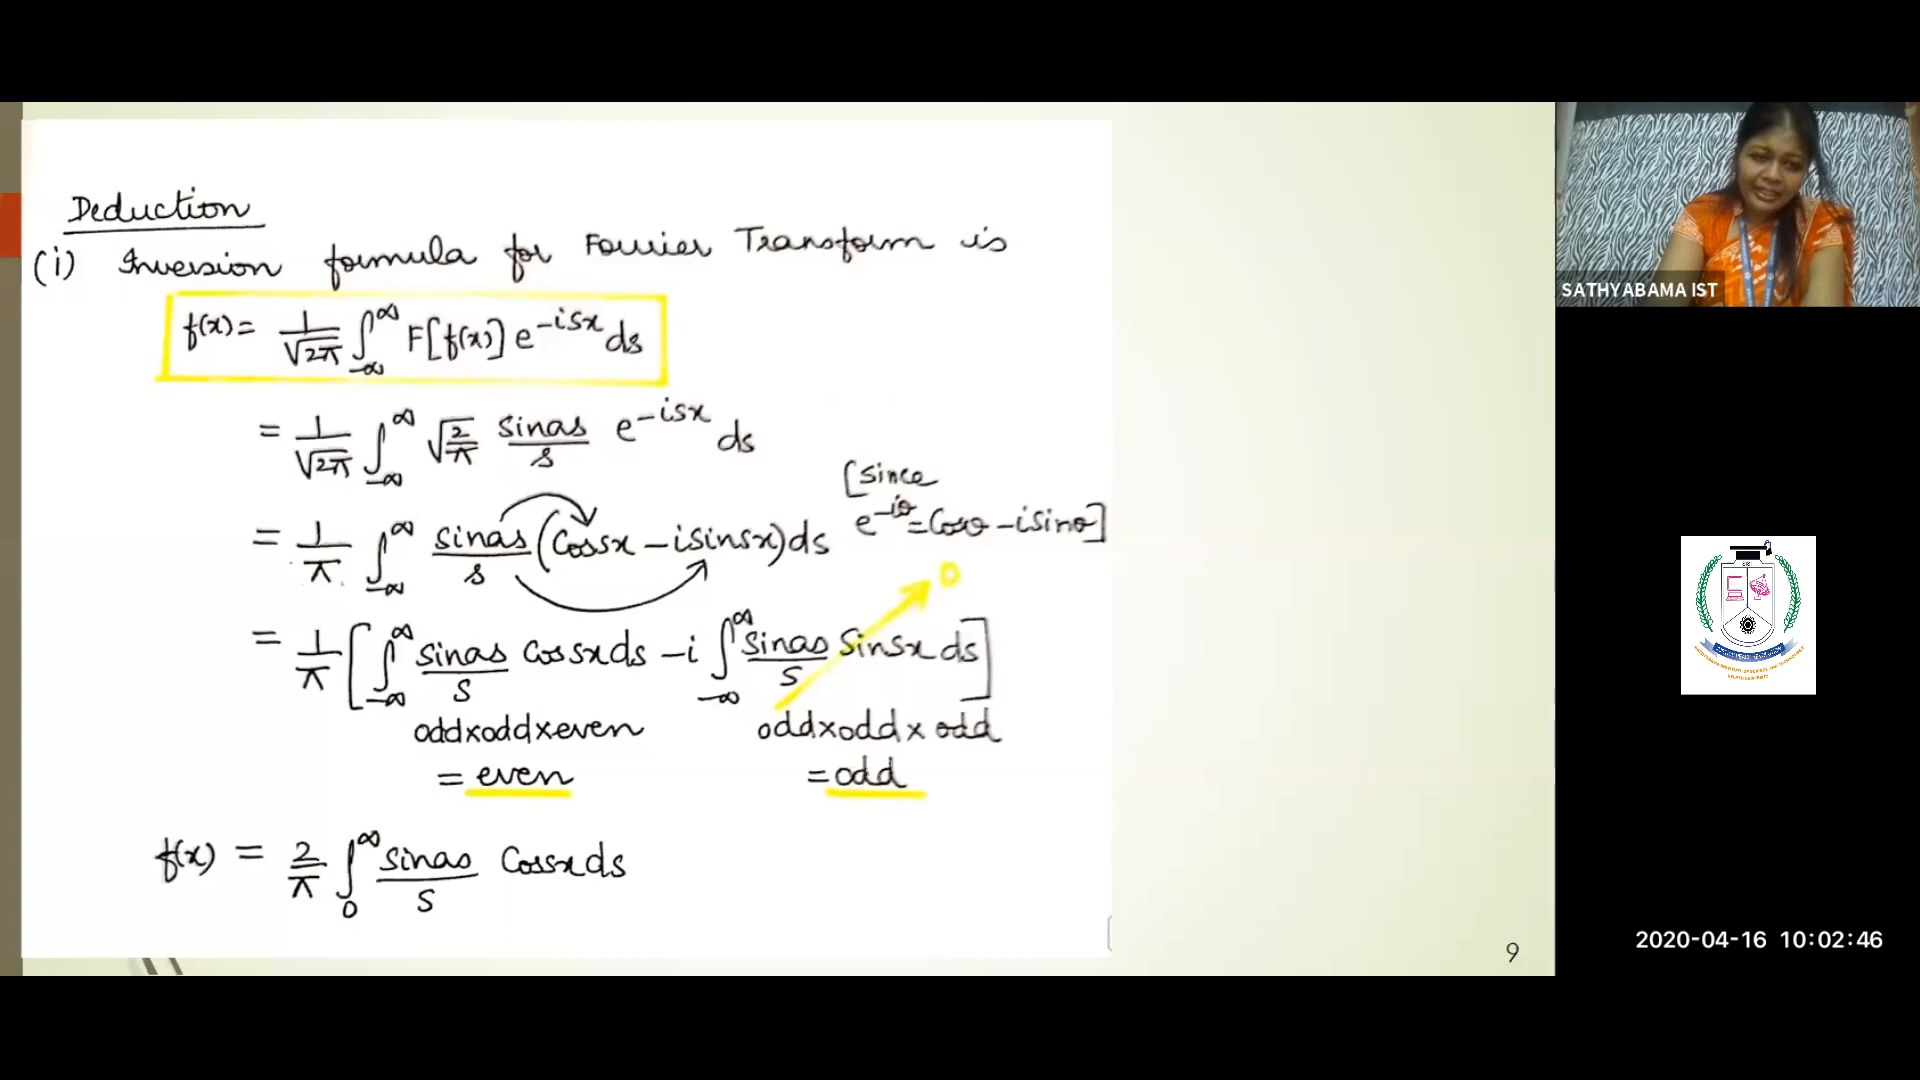 Deduction
(i) Inversion formula for Fourier Transform is
f(x) = 1/√2π ∫_-∞^∞ F[f(x)] e^-isx ds
= 1/√2π ∫_-∞^∞ √2/π sinas/s e^-isx ds
[since
e^-iθ = Cosθ - isinθ]
= 1/π ∫_-∞^∞ sinas/s (Cossx - isinsx) ds
0
= 1/π [ ∫_-∞^∞ sinas/s Cossx ds - i ∫_-∞^∞ sinas/s sinsx ds ]
oddxoddxeven oddxoddxodd
= even = odd
f(x) = 2/π ∫_0^∞ sinas/s Cossx ds
9
SATHYABAMA IST
2020-04-16 10:02:46